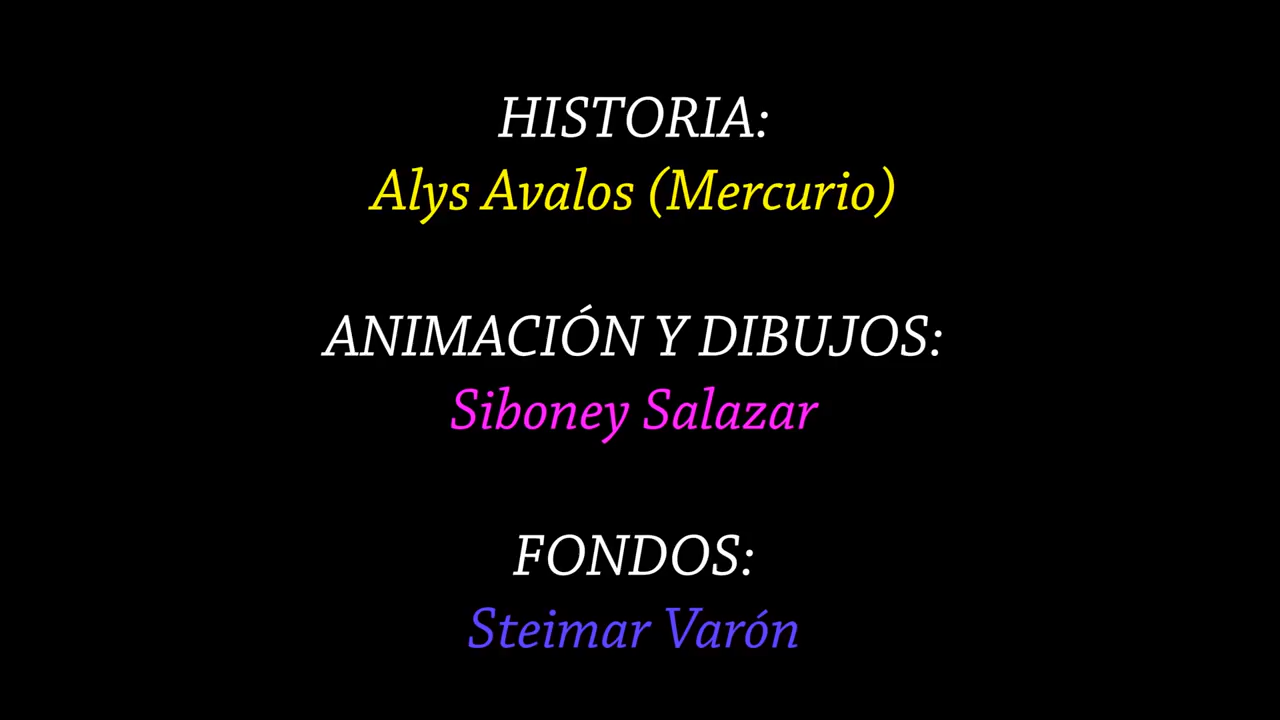 HISTORIA:
Alys Avalos (Mercurio)
ANIMACIÓN Y DIBUJOS:
Siboney Salazar
FONDOS:
Steimar Varón